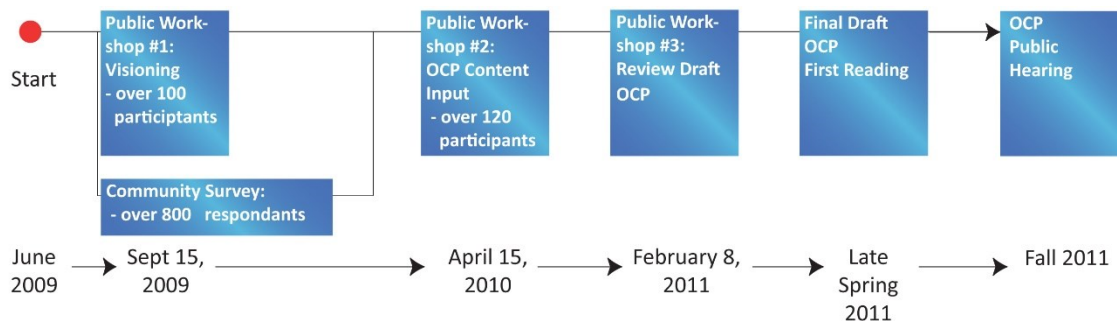 Start
Public Work-
shop #1:
Visioning
- over 100
participtants
Community Survey:
- over 800 respondants
Public Work-
shop #2:
OCP Content
Input
- over 120
participants
Public Work-
shop #3:
Review Draft
OCP
Final Draft
OCP
First Reading
OCP
Public
Hearing
June
2009
Sept 15,
2009
April 15,
2010
February 8,
2011
Late
Spring
2011
Fall 2011